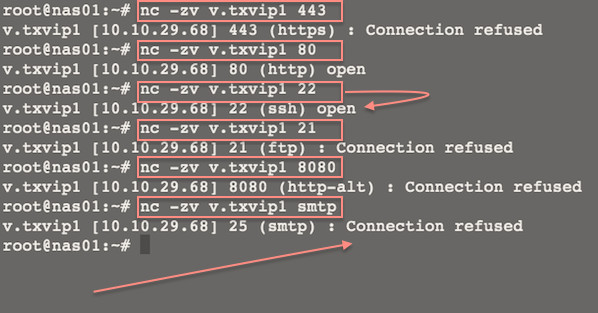 root@nas01:~# nc -zv v.txvip1 443
v.txvip1 [10.10.29.68] 443 (https) : Connection refused
root@nas01:~# nc -zv v.txvip1 80
v.txvip1 [10.10.29.68] 80 (http) open
root@nas01:~# nc -zv v.txvip1 22
v.txvip1 [10.10.29.68] 22 (ssh) open
root@nas01:~# nc -zv v.txvip1 21
v.txvip1 [10.10.29.68] 21 (ftp) : Connection refused
root@nas01:~# nc -zv v.txvip1 8080
v.txvip1 [10.10.29.68] 8080 (http-alt) : Connection refused
root@nas01:~# nc -zv v.txvip1 smtp
v.txvip1 [10.10.29.68] 25 (smtp) : Connection refused
root@nas01:~#